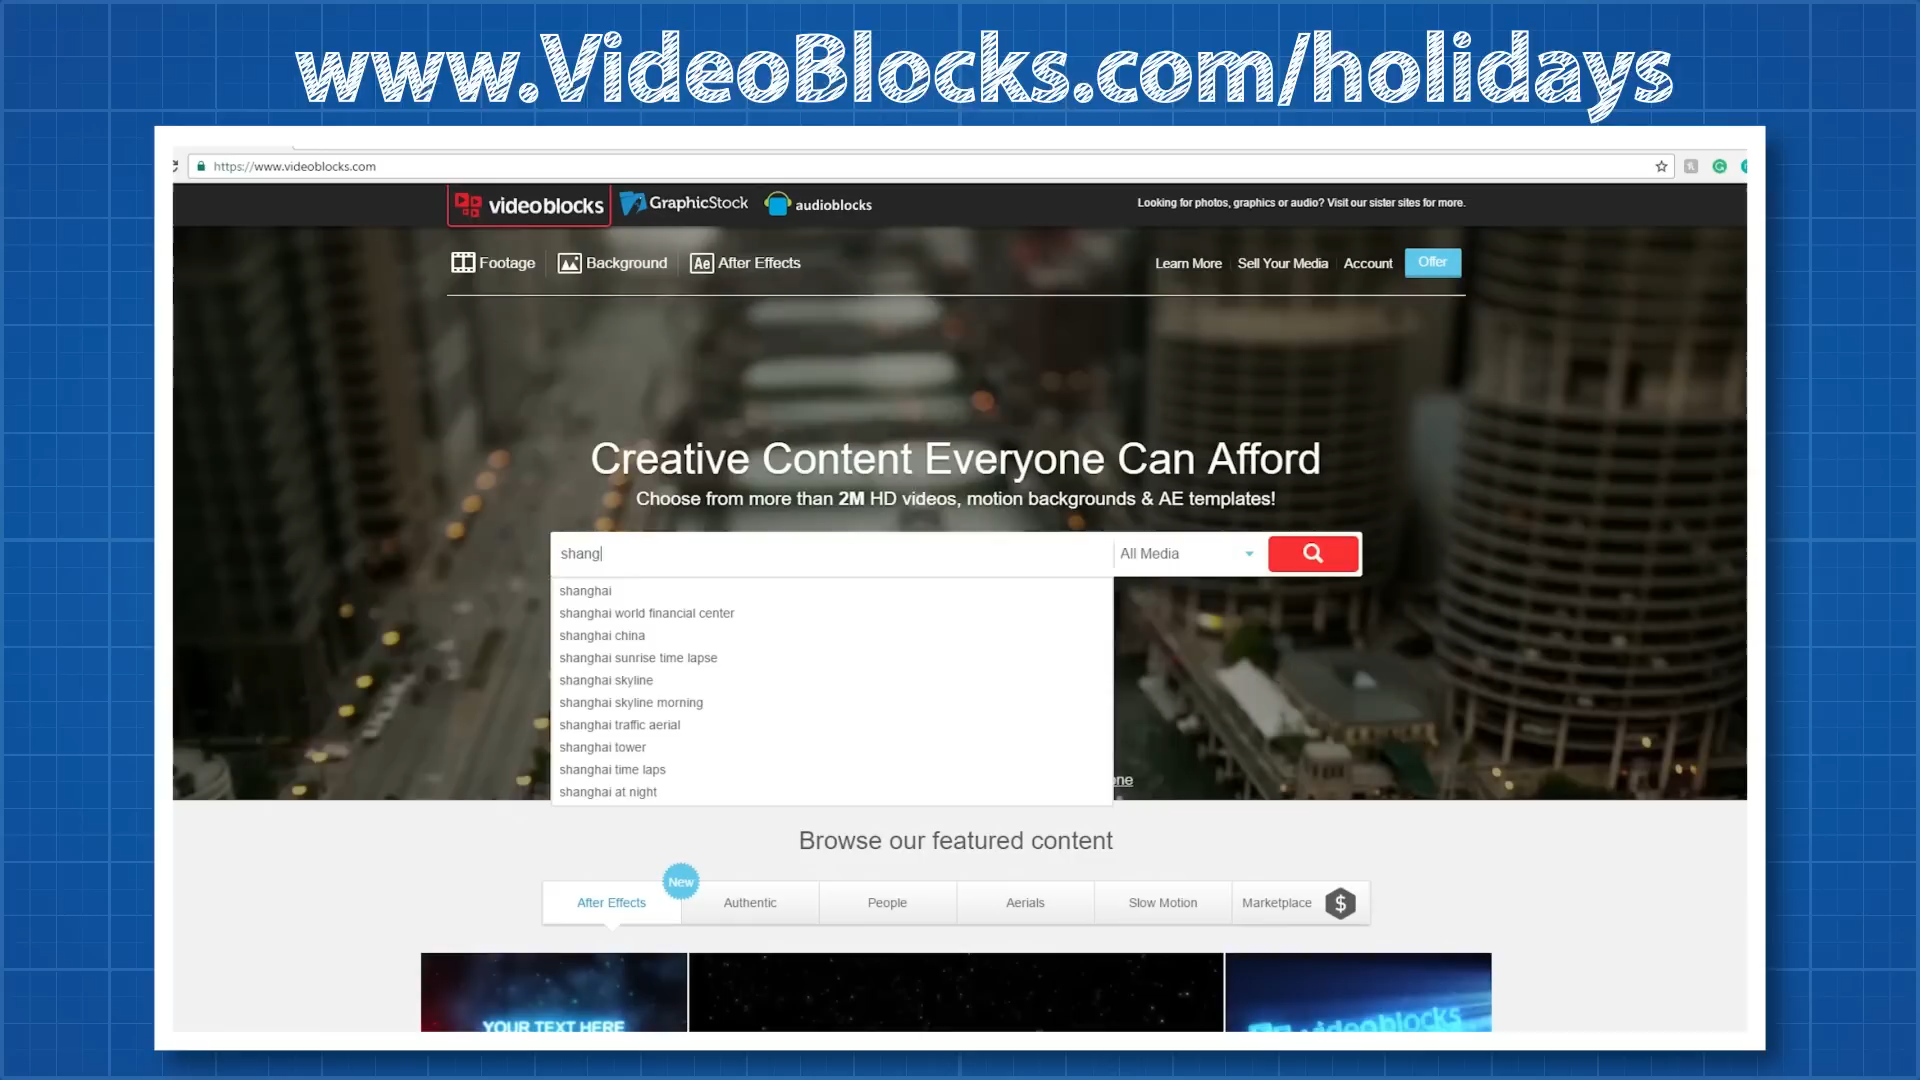 www.VideoBlocks.com/holidays
https://www.videoblocks.com
videoblocks GraphicStock audioblocks Looking for photos, graphics or audio? Visit our sister sites for more.
Footage Background Ae After Effects Learn More Sell Your Media Account Offer
Creative Content Everyone Can Afford
Choose from more than 2M HD videos, motion backgrounds & AE templates!
shang All Media
shanghai
shanghai world financial center
shanghai china
shanghai sunrise time lapse
shanghai skyline
shanghai skyline morning
shanghai traffic aerial
shanghai tower
shanghai time laps
shanghai at night
Browse our featured content
New
After Effects Authentic People Aerials Slow Motion Marketplace $
YOUR TEXT HERE videoblocks